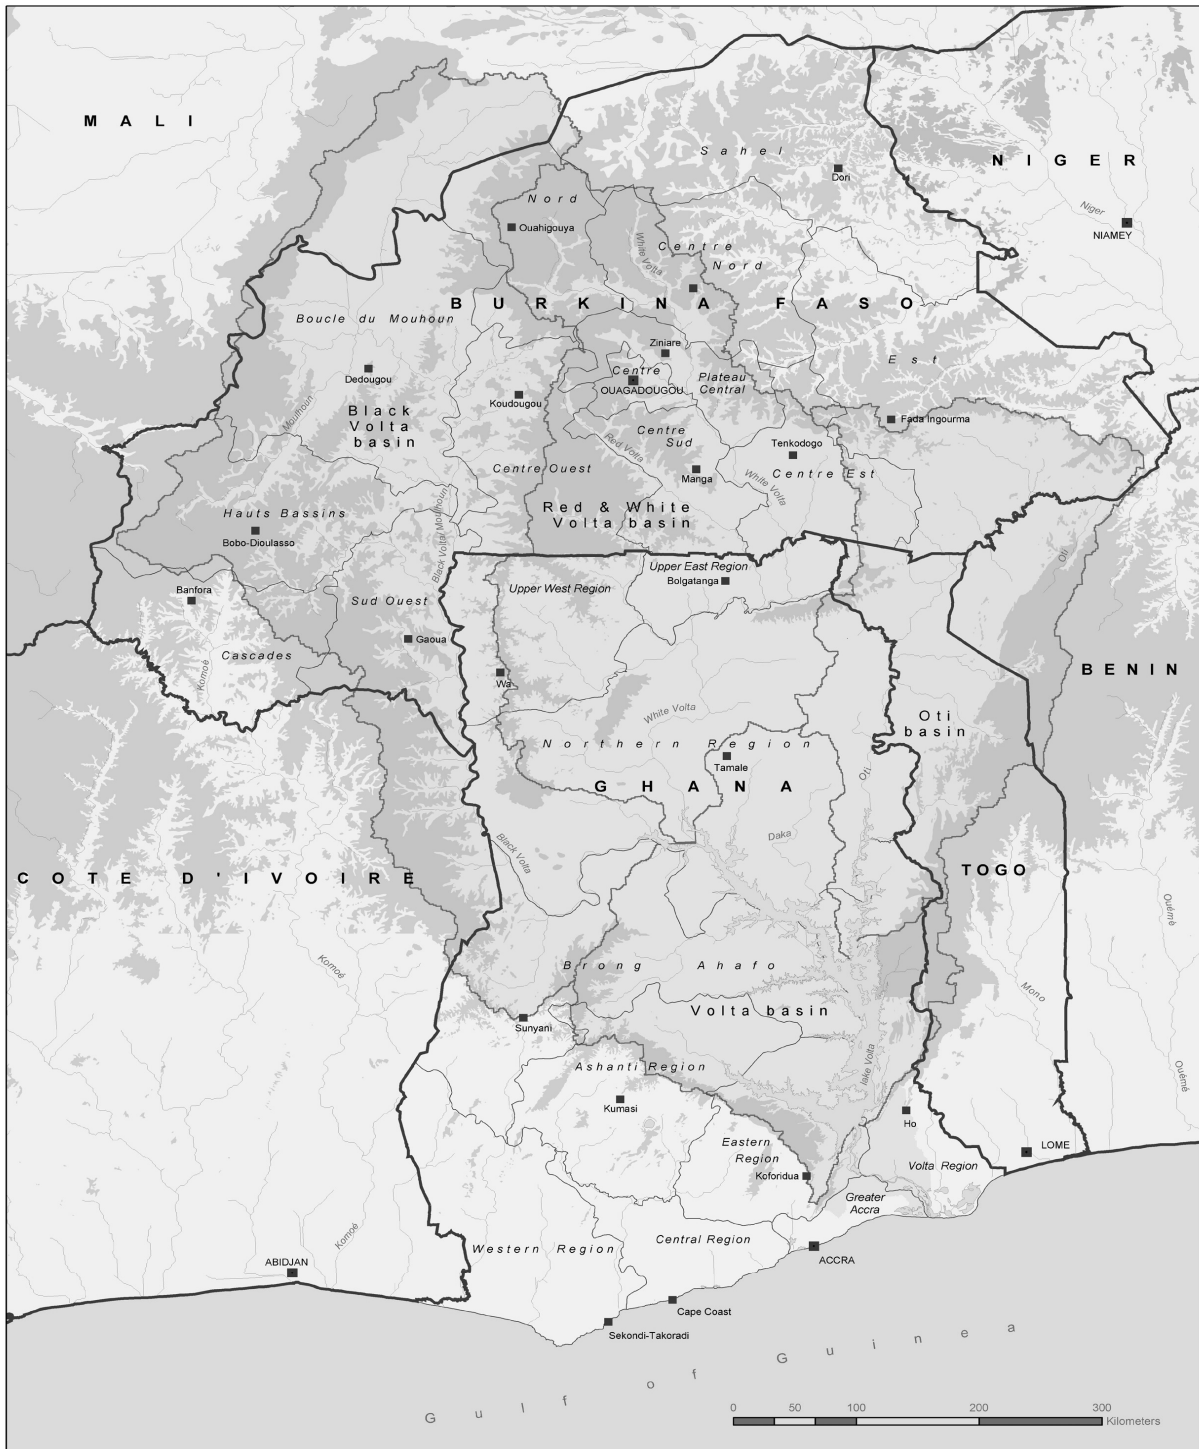 MALI
Sahel
NIGER
Dori
Nord
Niger
Ouahigouya
NIAMEY
White Volta
Centre
Nord
BURKINA FASO
Boucle du Mouhoun
Ziniare
Est
Centre
Dedougou
OUAGADOUGOU
Plateau
Central
Koudougou
Mouhoun
Black
Volta
basin
Fada Ingourma
Centre
Sud
Red Volta
Tenkodogo
Centre Ouest
Manga
White Volta
Centre Est
Hauts Bassins
Red & White
Volta basin
Black Volta/Mouhoun
Bobo-Dioulasso
Oti
Upper East Region
Bolgatanga
Upper West Region
Banfora
Sud Ouest
Gaoua
Cascades
Komoè
BENIN
Wa
White Volta
Oti
basin
Northern Region
Tamale
Oti
GHANA
Daka
Black Volta
COTE D'IVOIRE
TOGO
Ouémè
Komoé
Brong Ahafo
Mono
Volta basin
Sunyani
lake Volta
Ashanti Region
Ouémé
Kumasi
Ho
Eastern
Region
LOME
Koforidua
Volta Region
Greater
Accra
Komoé
Western Region
Central Region
ABIDJAN
ACCRA
Cape Coast
Sekondi-Takoradi
Gulf of Guinea
0 50 100 200 300
Kilometers